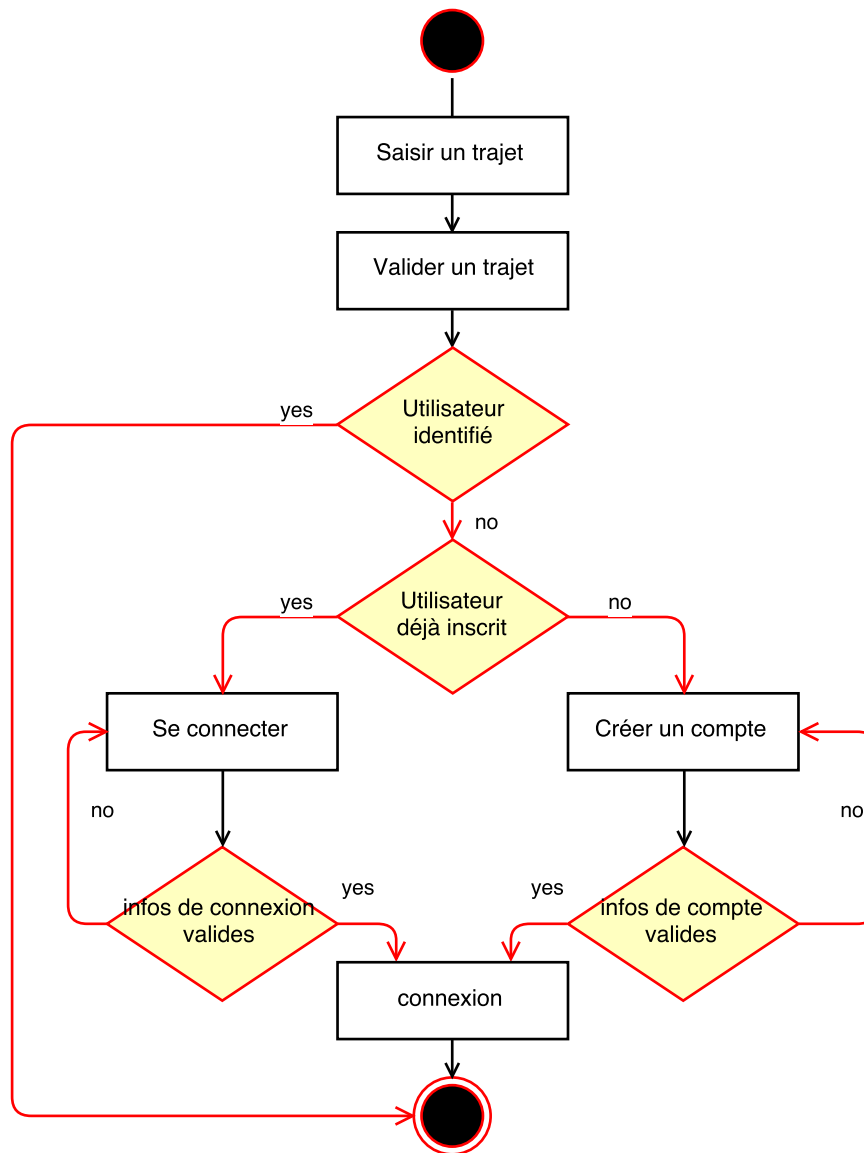 Saisir un trajet
Valider un trajet
yes
Utilisateur
identifié
no
yes
Utilisateur
déjà inscrit
no
Se connecter
Créer un compte
no
no
yes
yes
infos de connexion
valides
infos de compte
valides
connexion